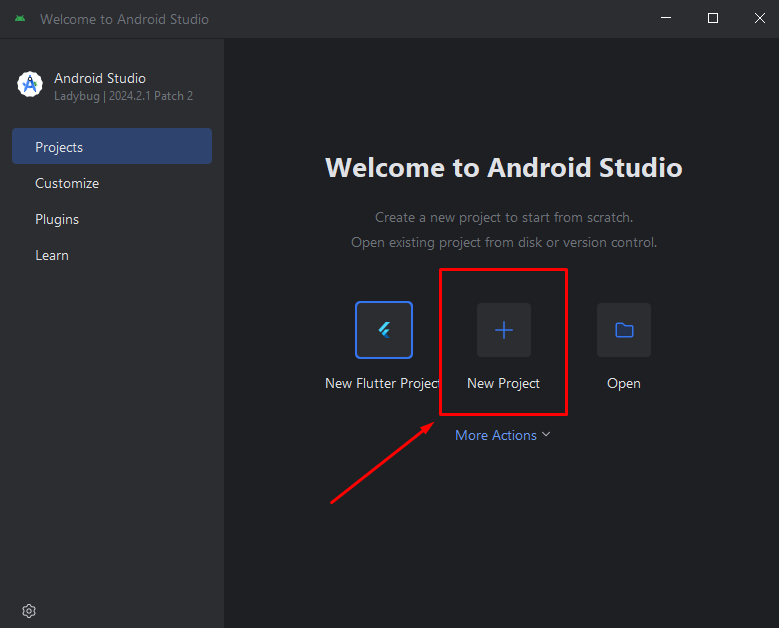 Welcome to Android Studio
Android Studio
Ladybug | 2024.2.1 Patch 2
Projects
Customize
Plugins
Learn
Welcome to Android Studio
Create a new project to start from scratch.
Open existing project from disk or version control.
New Flutter Project
New Project
Open
More Actions